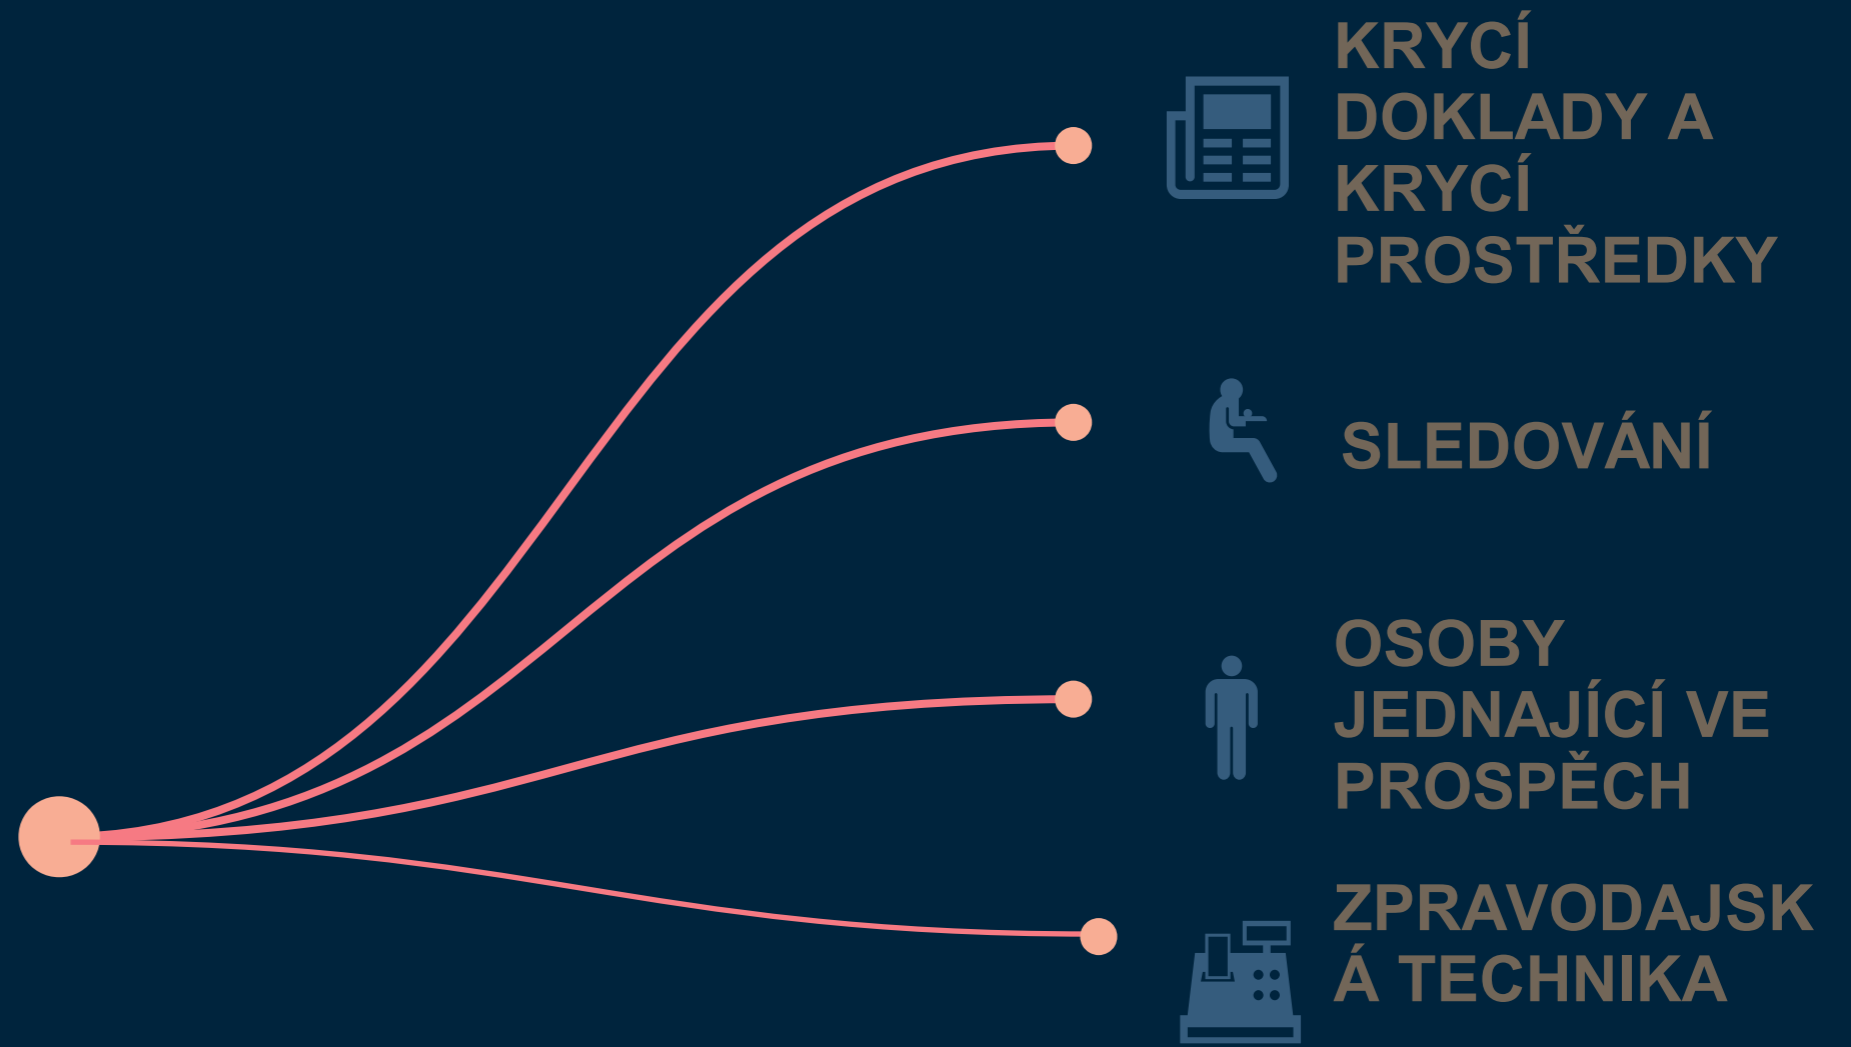 KRYCÍ
DOKLADY A
KRYCÍ
PROSTŘEDKY
SLEDOVÁNÍ
OSOBY
JEDNAJÍCÍ VE
PROSPĚCH
ZPRAVODAJSK
Á TECHNIKA